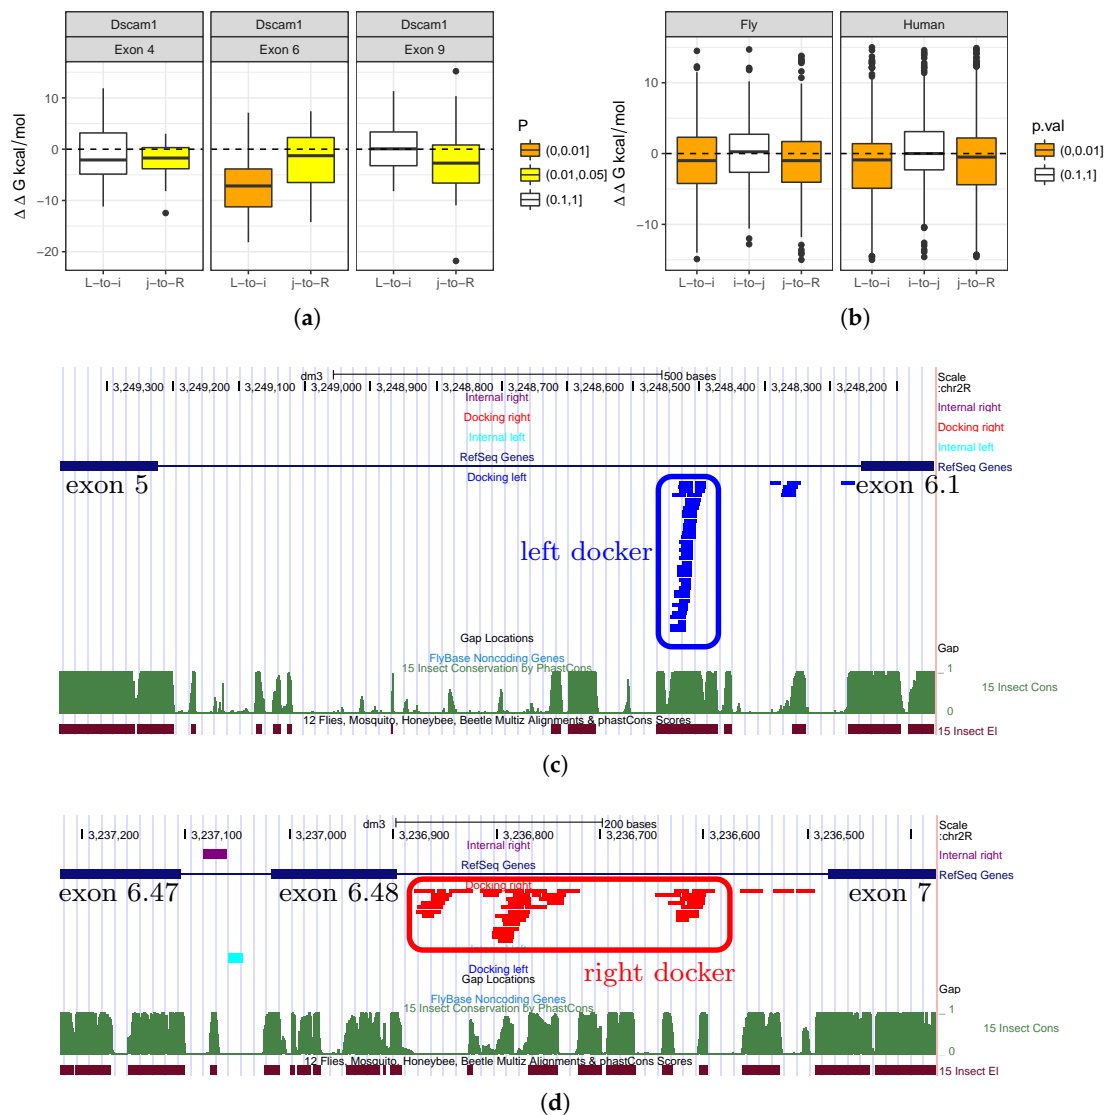 Dscam1 Dscam1 Dscam1
Exon 4 Exon 6 Exon 9
10
0
−10
−20
Δ Δ G kcal/mol
L−to−i j−to−R L−to−i j−to−R L−to−i j−to−R
P
(0,0.01]
(0.01,0.05]
(0.1,1]
(a)
Fly Human
10
0
−10
Δ Δ G kcal/mol
L−to−i i−to−j j−to−R L−to−i i−to−j j−to−R
p.val
(0,0.01]
(0.1,1]
(b)
dm3 500 bases Scale
3,249,300 3,249,200 3,249,100 3,249,000 3,248,900 3,248,800 3,248,700 3,248,600 3,248,500 3,248,400 3,248,300 3,248,200 :chr2R
Internal right Internal right
Docking right Docking right
Internal left Internal left
RefSeq Genes RefSeq Genes
Docking left
exon 5 exon 6.1
left docker
Gap Locations Gap
FlyBase Noncoding Genes
15 Insect Conservation by PhastCons
1
15 Insect Cons
0
12 Flies, Mosquito, Honeybee, Beetle Multiz Alignments & phastCons Scores
15 Insect El
(c)
dm3 200 bases Scale
3,237,200 3,237,100 3,237,000 3,236,900 3,236,800 3,236,700 3,236,600 3,236,500 :chr2R
Internal right Internal right
RefSeq Genes RefSeq Genes
Docking right
exon 6.47 exon 6.48 exon 7
right docker
Docking left
Gap Locations Gap
FlyBase Noncoding Genes
15 Insect Conservation by PhastCons
1
15 Insect Cons
0
12 Flies, Mosquito, Honeybee, Beetle Multiz Alignments & phastCons Scores
15 Insect El
(d)